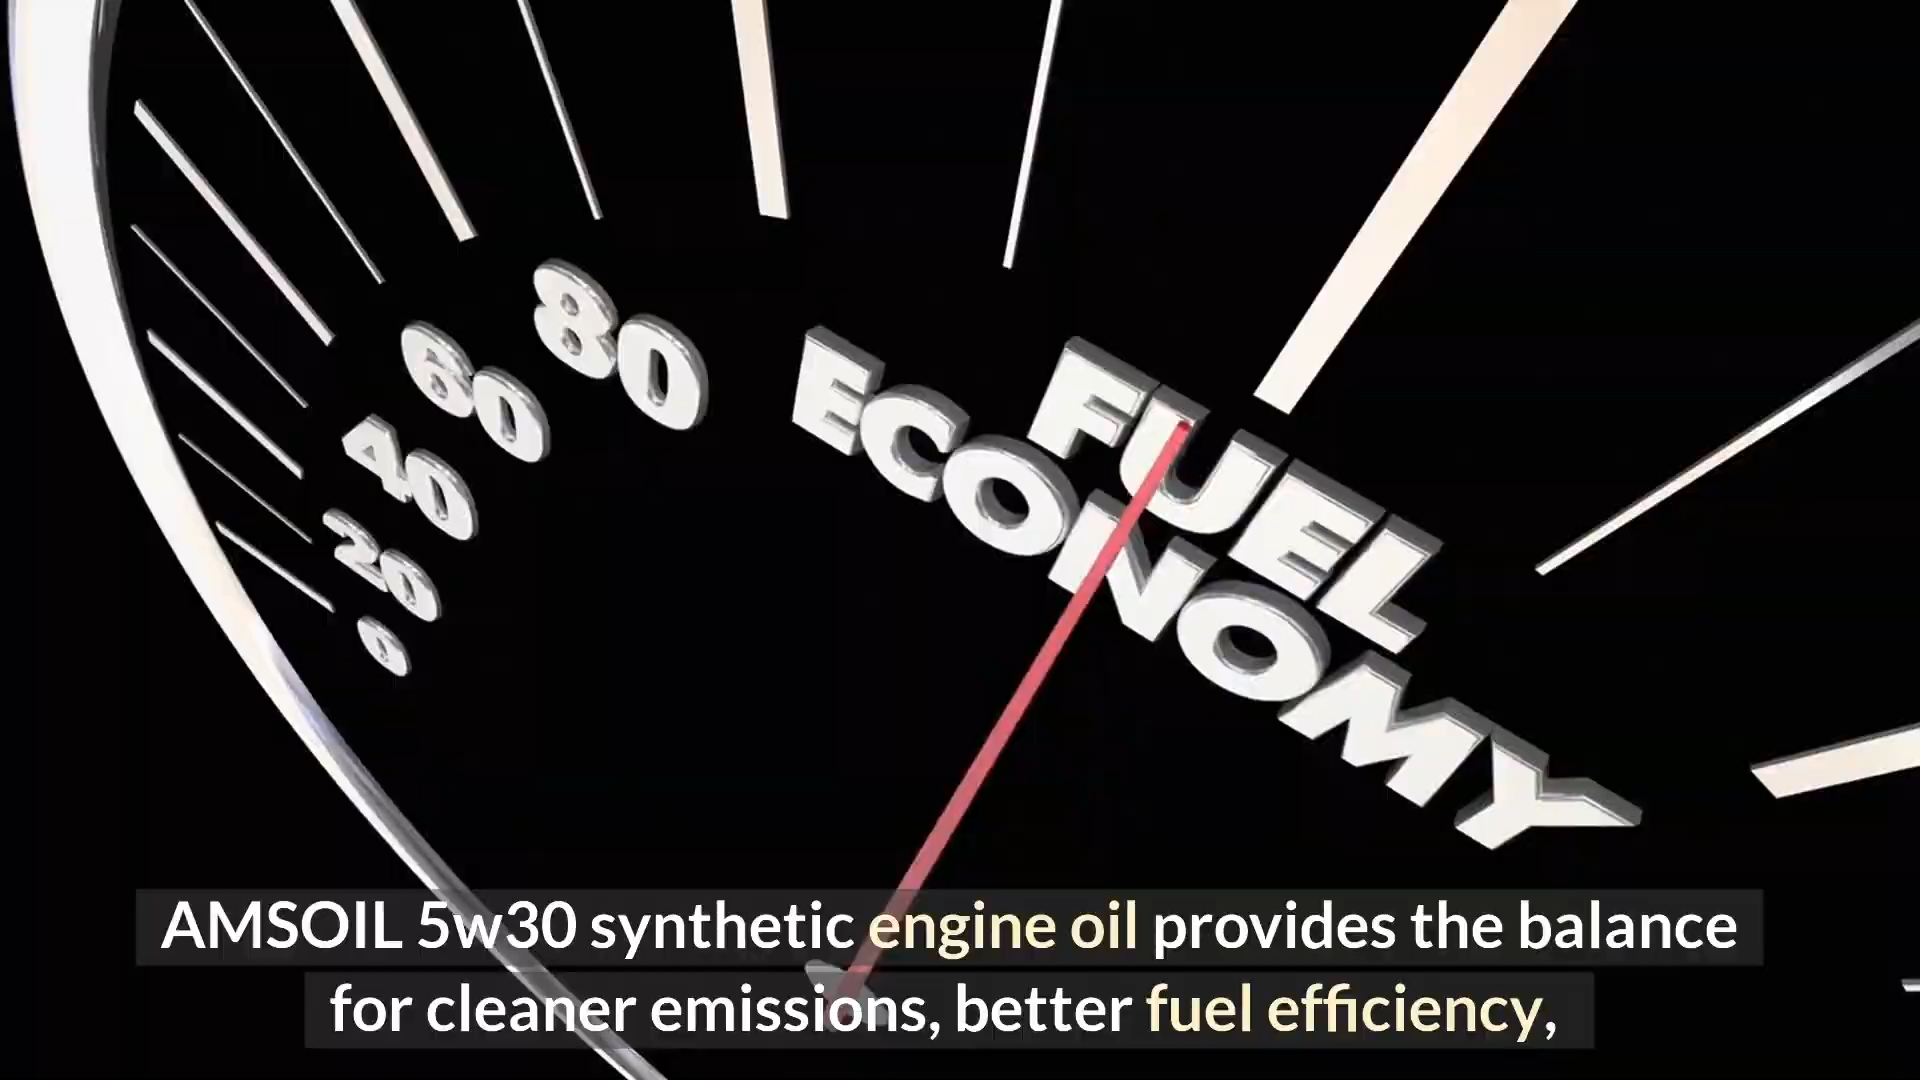 80
60
40
20
0
FUEL
ECONOMY
AMSOIL 5w30 synthetic engine oil provides the balance
for cleaner emissions, better fuel efficiency,